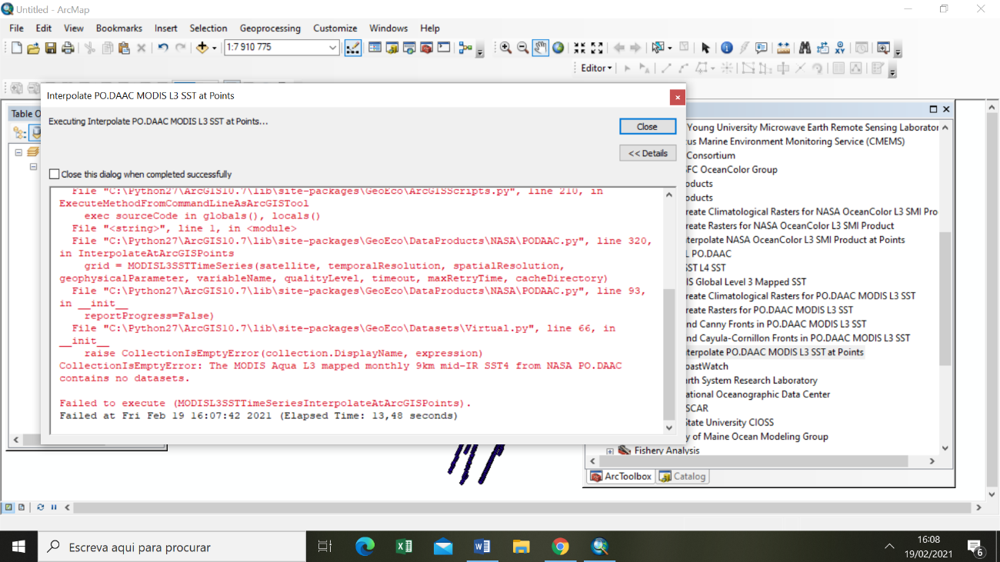 Untitled - ArcMap
File Edit View Bookmarks Insert Selection Geoprocessing Customize Windows Help
1:7 910 775
Editor
Interpolate PO.DAAC MODIS L3 SST at Points
Executing Interpolate PO.DAAC MODIS L3 SST at Points...
Close
<< Details
Close this dialog when completed successfully
File "C:\Python27\ArcGIS10.7\lib\site-packages\GeoEco\ArcGISScripts.py", line 210, in
ExecuteMethodFromCommandLineAsArcGISTool
exec sourceCode in globals(), locals()
File "<string>", line 1, in <module>
File "C:\Python27\ArcGIS10.7\lib\site-packages\GeoEco\DataProducts\NASA\PODAAC.py", line 320,
in InterpolateAtArcGISPoints
grid = MODISL3SSTTimeSeries(satellite, temporalResolution, spatialResolution,
geophysicalParameter, variableName, qualityLevel, timeout, maxRetryTime, cacheDirectory)
File "C:\Python27\ArcGIS10.7\lib\site-packages\GeoEco\DataProducts\NASA\PODAAC.py", line 93,
in __init__
reportProgress=False)
File "C:\Python27\ArcGIS10.7\lib\site-packages\GeoEco\Datasets\Virtual.py", line 66, in
__init__
raise CollectionIsEmptyError(collection.DisplayName, expression)
CollectionIsEmptyError: The MODIS Aqua L3 mapped monthly 9km mid-IR SST4 from NASA PO.DAAC
contains no datasets.
Failed to execute (MODISL3SSTTimeSeriesInterpolateAtArcGISPoints).
Failed at Fri Feb 19 16:07:42 2021 (Elapsed Time: 13,48 seconds)
Table O
Young University Microwave Earth Remote Sensing Laborator
us Marine Environment Monitoring Service (CMEMS)
Consortium
FC OceanColor Group
oducts
oducts
reate Climatological Rasters for NASA OceanColor L3 SMI Pro
reate Rasters for NASA OceanColor L3 SMI Product
terpolate NASA OceanColor L3 SMI Product at Points
L PO.DAAC
ST L4 SST
IS Global Level 3 Mapped SST
reate Climatological Rasters for PO.DAAC MODIS L3 SST
reate Rasters for PO.DAAC MODIS L3 SST
nd Canny Fronts in PO.DAAC MODIS L3 SST
nd Cayula-Cornillon Fronts in PO.DAAC MODIS L3 SST
terpolate PO.DAAC MODIS L3 SST at Points
oastWatch
rth System Research Laboratory
ational Oceanographic Data Center
SCAR
tate University CIOSS
y of Maine Ocean Modeling Group
Fishery Analysis
ArcToolbox Catalog
Escreva aqui para procurar
16:08
19/02/2021
6